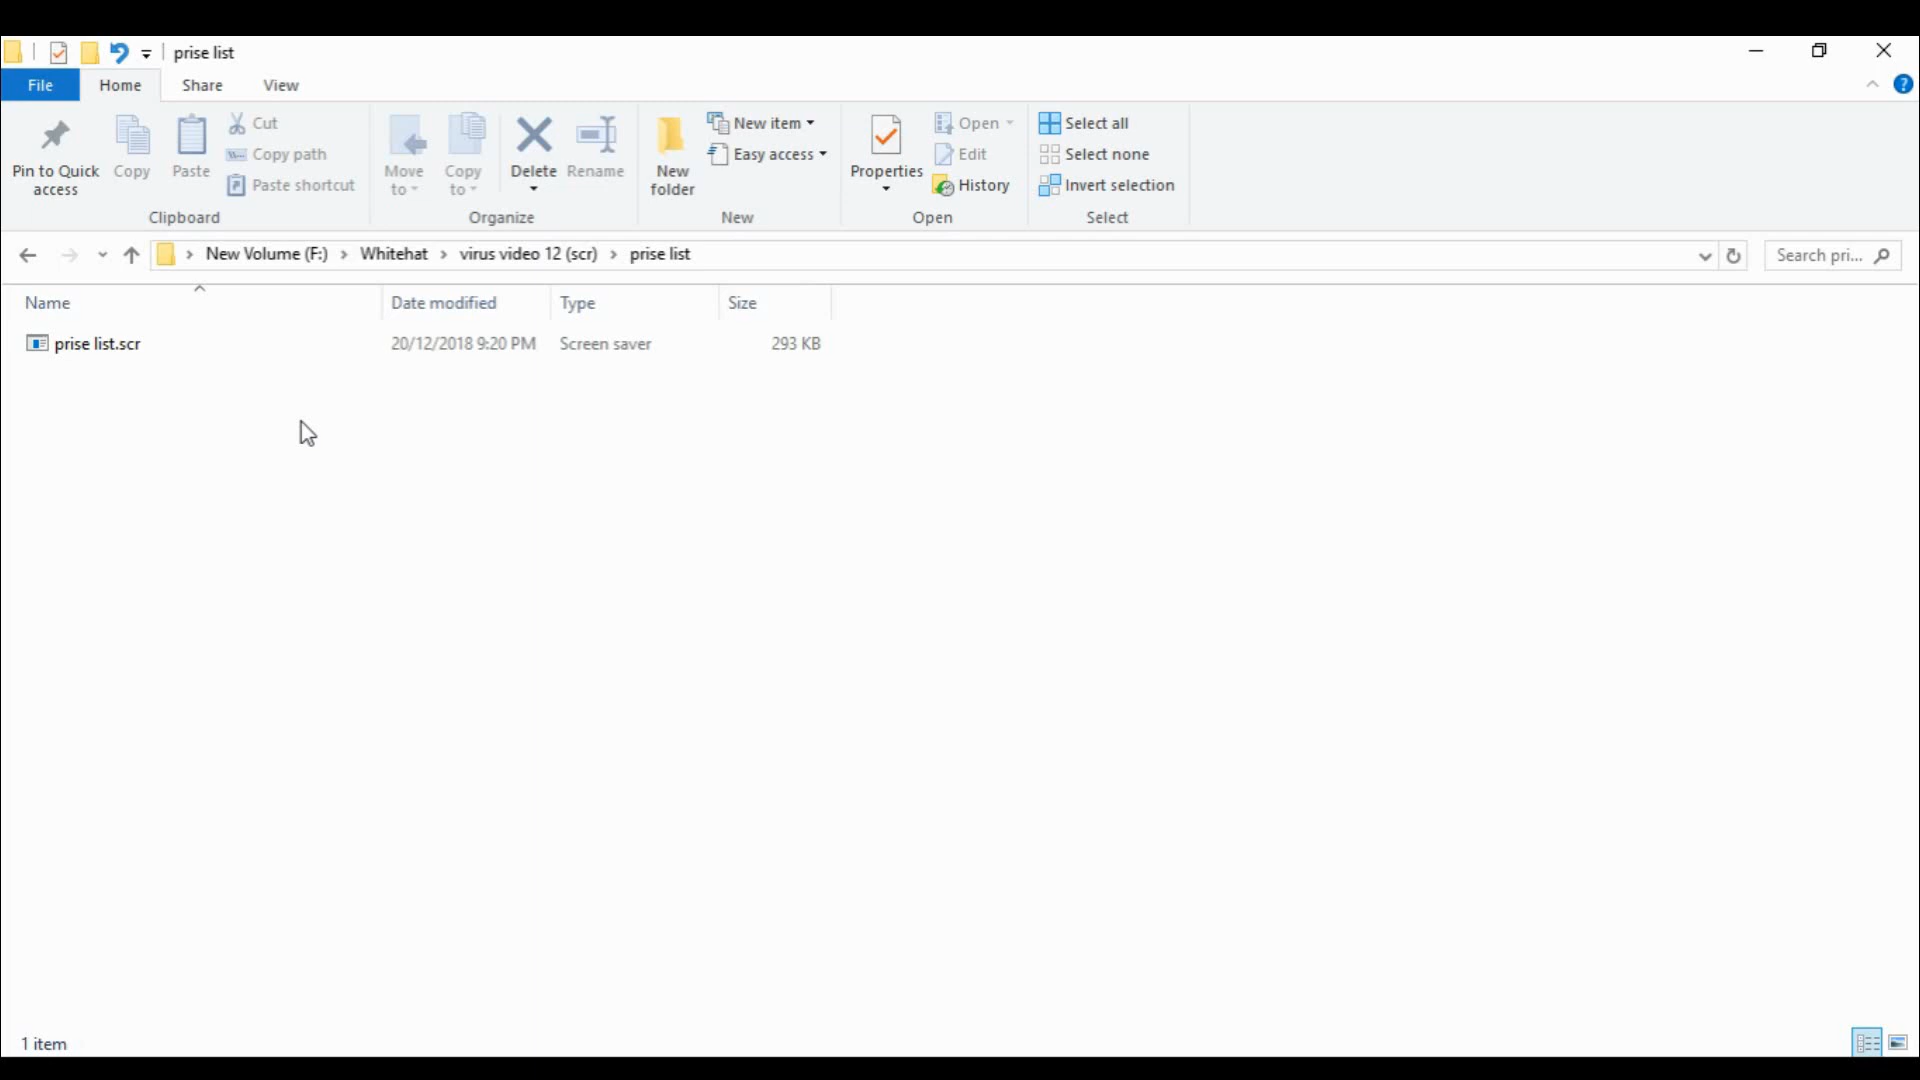 prise list
File Home Share View
Pin to Quick access
Copy
Paste
Cut
Copy path
Paste shortcut
Clipboard
Move to
Copy to
Delete
Rename
Organize
New folder
New item
Easy access
New
Properties
Open
Edit
History
Open
Select all
Select none
Invert selection
Select
New Volume (F:) Whitehat virus video 12 (scr) prise list
Search pri...
Name Date modified Type Size
prise list.scr 20/12/2018 9:20 PM Screen saver 293 KB
1 item